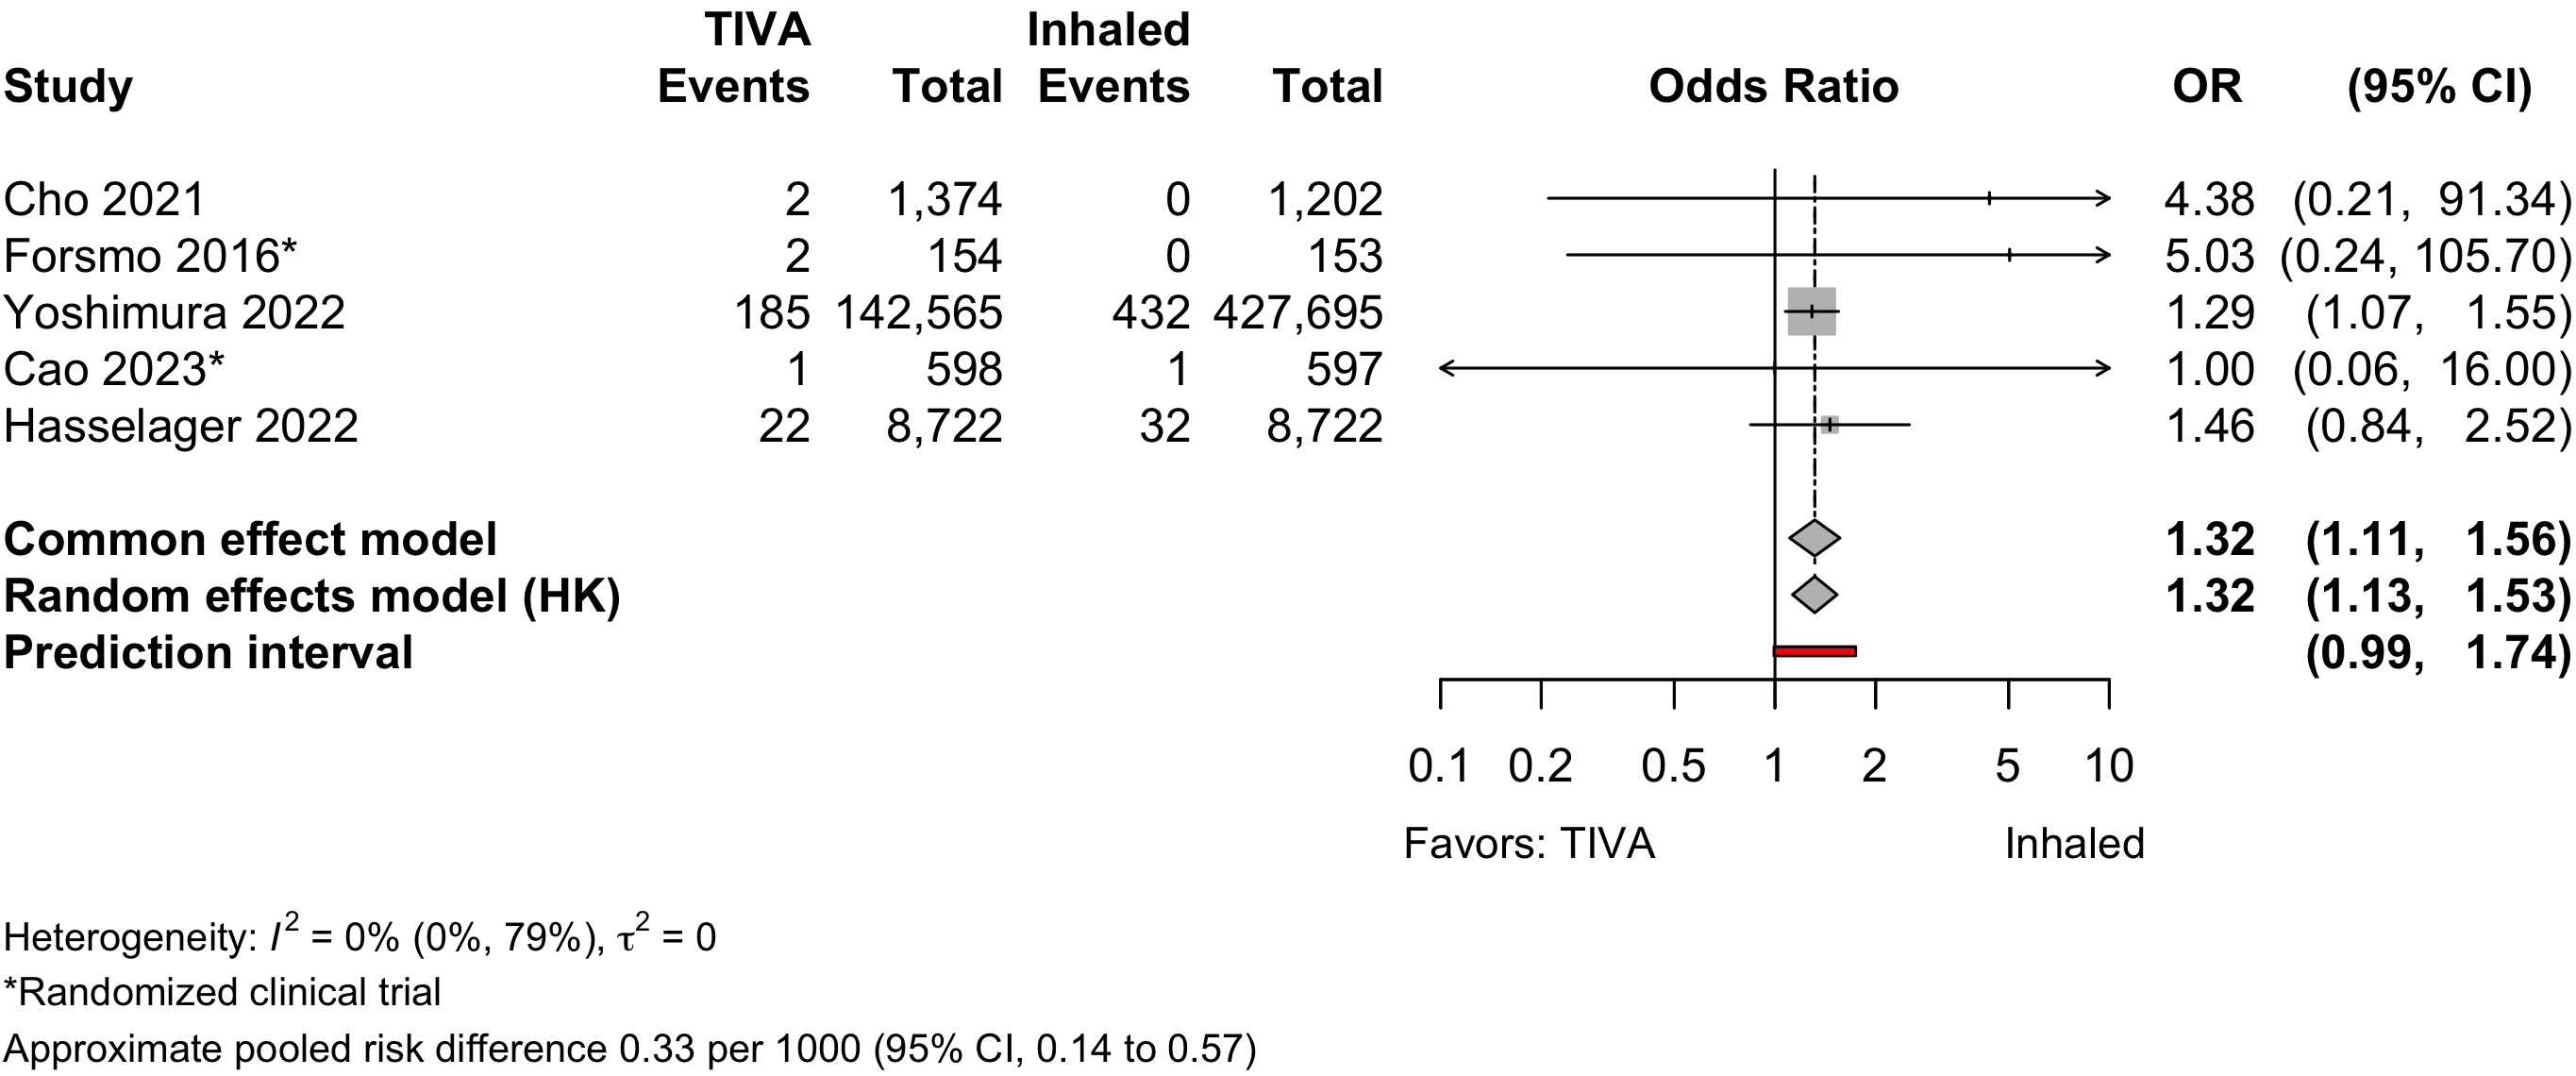 TIVA Inhaled
Study Events Total Events Total Odds Ratio OR (95% CI)
Cho 2021 2 1,374 0 1,202 4.38 (0.21, 91.34)
Forsmo 2016* 2 154 0 153 5.03 (0.24, 105.70)
Yoshimura 2022 185 142,565 432 427,695 1.29 (1.07, 1.55)
Cao 2023* 1 598 1 597 1.00 (0.06, 16.00)
Hasselager 2022 22 8,722 32 8,722 1.46 (0.84, 2.52)
Common effect model 1.32 (1.11, 1.56)
Random effects model (HK) 1.32 (1.13, 1.53)
Prediction interval (0.99, 1.74)
0.1 0.2 0.5 1 2 5 10
Favors: TIVA Inhaled
Heterogeneity: I² = 0% (0%, 79%), τ² = 0
*Randomized clinical trial
Approximate pooled risk difference 0.33 per 1000 (95% CI, 0.14 to 0.57)